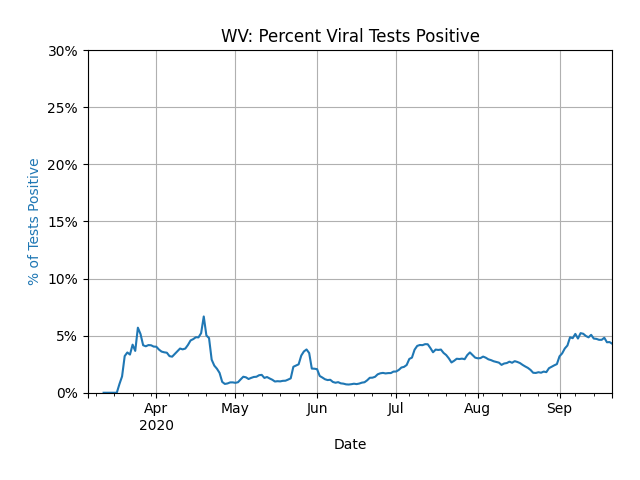 WV: Percent Viral Tests Positive
30%
25%
20%
15%
10%
5%
0%
% of Tests Positive
Apr May Jun Jul Aug Sep
2020
Date